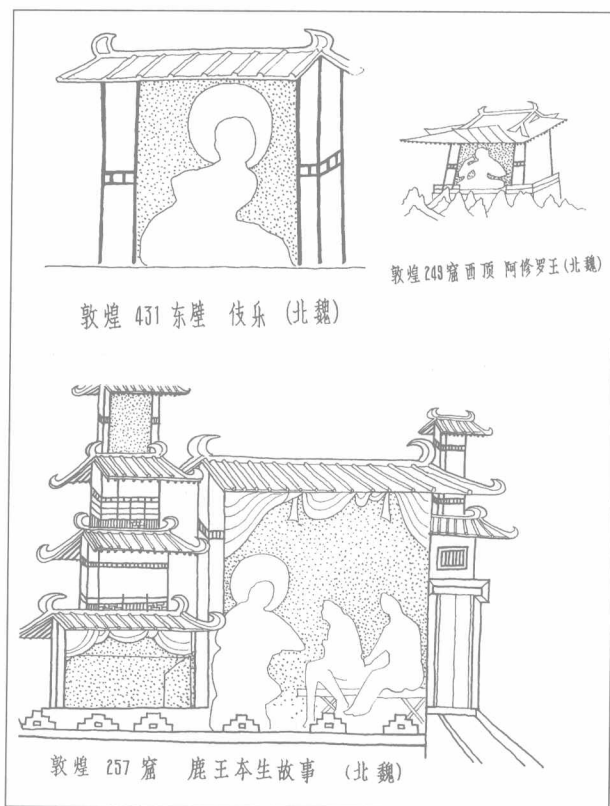 敦煌 431 东壁 伎乐 (北魏)
敦煌 249 窟 西顶 阿修罗王 (北魏)
敦煌 257 窟 鹿王本生故事 (北魏)